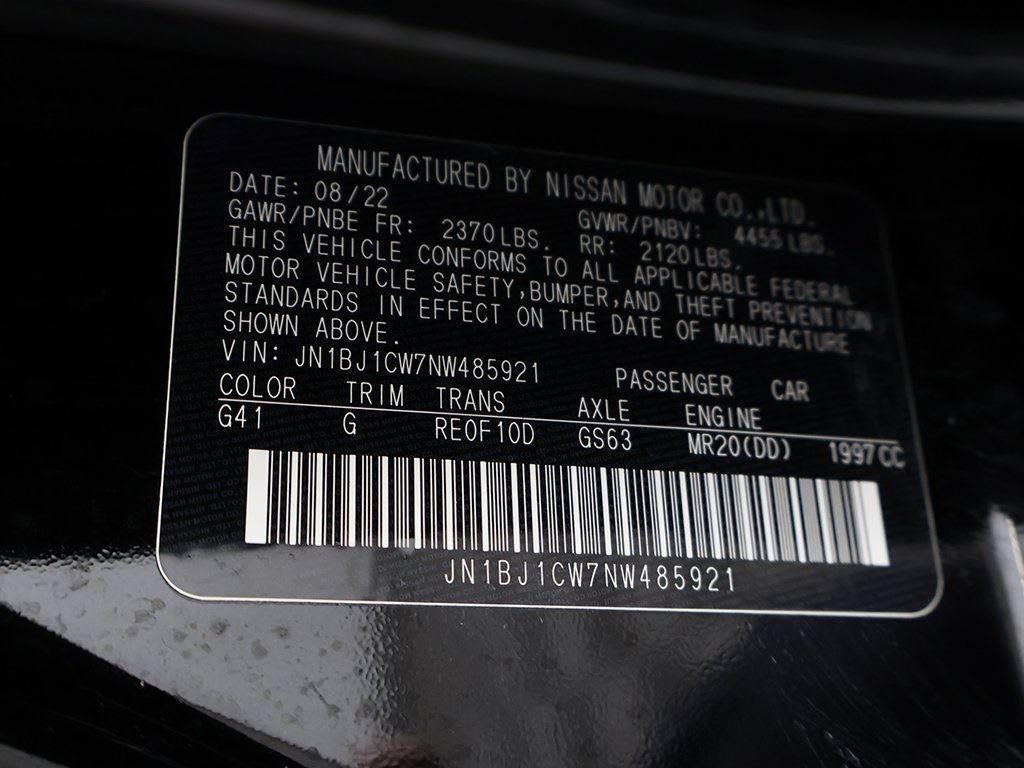 MANUFACTURED BY NISSAN MOTOR CO.,LTD.
DATE: 08/22 GVWR/PNBV: 4455 LBS.
GAWR/PNBE FR: 2370LBS. RR: 2120LBS.
THIS VEHICLE CONFORMS TO ALL APPLICABLE FEDERAL
MOTOR VEHICLE SAFETY,BUMPER,AND THEFT PREVENTION
STANDARDS IN EFFECT ON THE DATE OF MANUFACTURE
SHOWN ABOVE.
VIN: JN1BJ1CW7NW485921 PASSENGER CAR
COLOR TRIM TRANS AXLE ENGINE
G41 G RE0F10D GS63 MR20(DD) 1997CC
JN1BJ1CW7NW485921